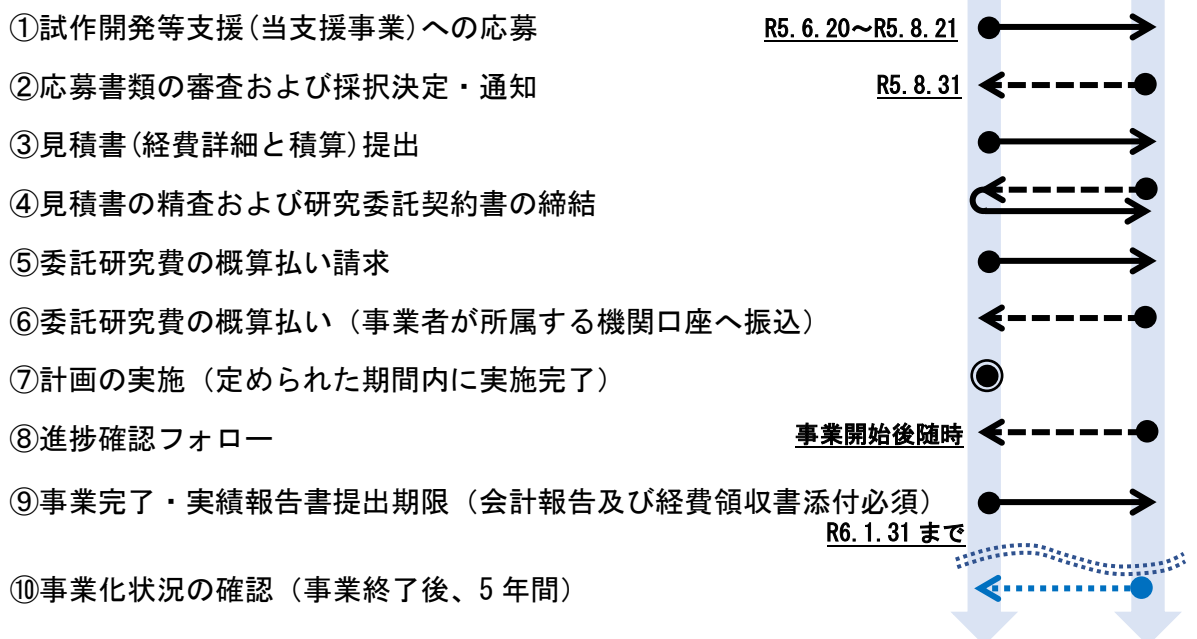 ①試作開発等支援(当支援事業)への応募 R5.6.20～R5.8.21
②応募書類の審査および採択決定・通知 R5.8.31
③見積書(経費詳細と積算)提出
④見積書の精査および研究委託契約書の締結
⑤委託研究費の概算払い請求
⑥委託研究費の概算払い（事業者が所属する機関口座へ振込）
⑦計画の実施（定められた期間内に実施完了）
⑧進捗確認フォロー 事業開始後随時
⑨事業完了・実績報告書提出期限（会計報告及び経費領収書添付必須）
R6.1.31 まで
⑩事業化状況の確認（事業終了後、5 年間）